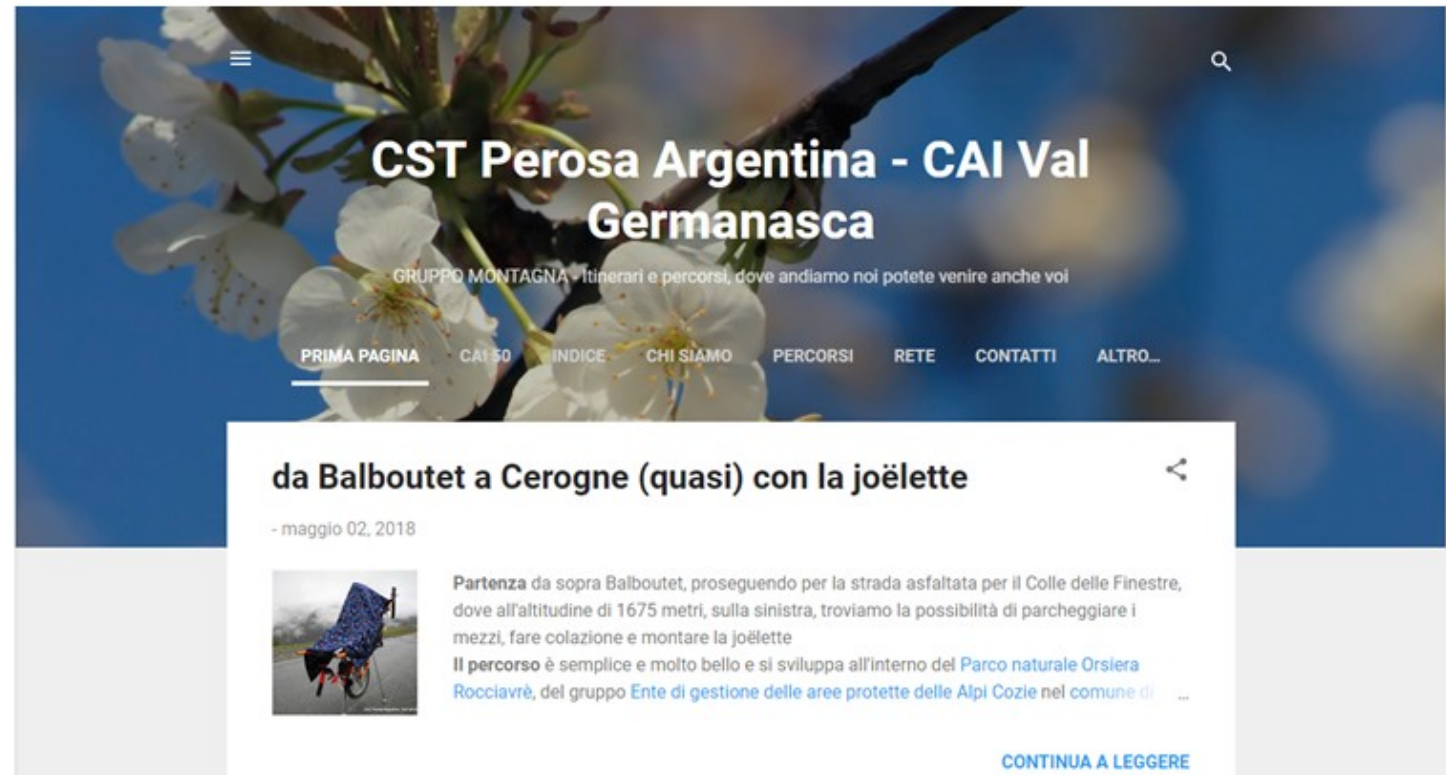 CST Perosa Argentina - CAI Val
Germanasca
GRUPPO MONTAGNA - Itinerari e percorsi, dove andiamo noi potete venire anche voi
PRIMA PAGINA CAI 50 INDICE CHI SIAMO PERCORSI RETE CONTATTI ALTRO...
da Balboutet a Cerogne (quasi) con la joëlette
- maggio 02, 2018
Partenza da sopra Balboutet, proseguendo per la strada asfaltata per il Colle delle Finestre,
dove all'altitudine di 1675 metri, sulla sinistra, troviamo la possibilità di parcheggiare i
mezzi, fare colazione e montare la joëlette
Il percorso è semplice e molto bello e si sviluppa all'interno del Parco naturale Orsiera
Rocciavrè, del gruppo Ente di gestione delle aree protette delle Alpi Cozie nel comune di ...
CONTINUA A LEGGERE